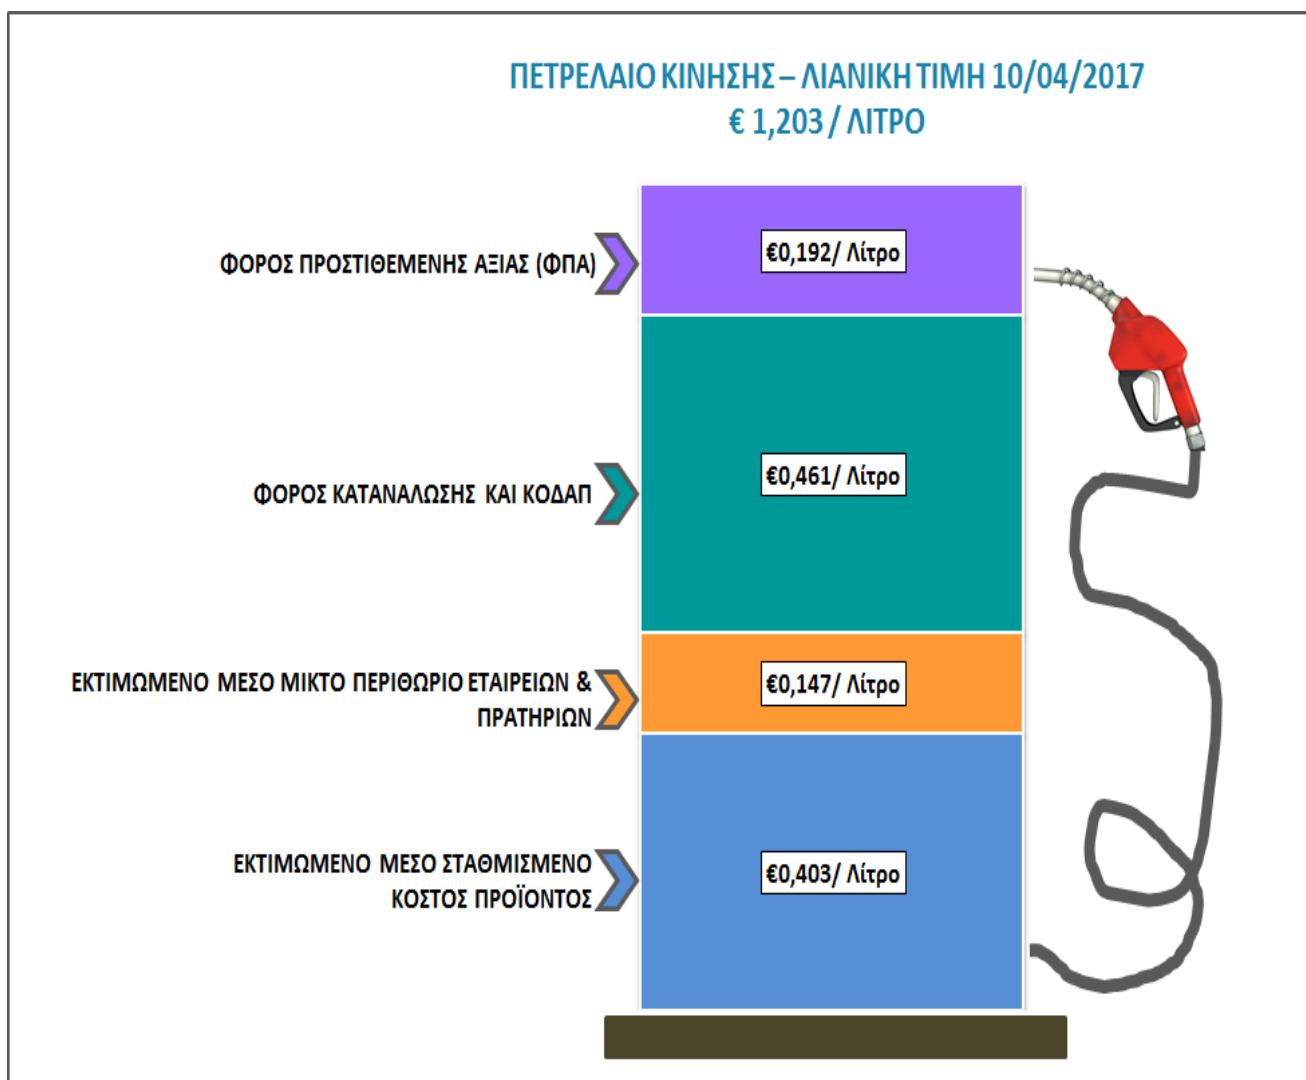 ΠΕΤΡΕΛΑΙΟ ΚΙΝΗΣΗΣ – ΛΙΑΝΙΚΗ ΤΙΜΗ 10/04/2017
€ 1,203 / ΛΙΤΡΟ
ΦΟΡΟΣ ΠΡΟΣΤΙΘΕΜΕΝΗΣ ΑΞΙΑΣ (ΦΠΑ)
€0,192/ Λίτρο
ΦΟΡΟΣ ΚΑΤΑΝΑΛΩΣΗΣ ΚΑΙ ΚΟΔΑΠ
€0,461/ Λίτρο
ΕΚΤΙΜΩΜΕΝΟ ΜΕΣΟ ΜΙΚΤΟ ΠΕΡΙΘΩΡΙΟ ΕΤΑΙΡΕΙΩΝ &
ΠΡΑΤΗΡΙΩΝ
€0,147/ Λίτρο
ΕΚΤΙΜΩΜΕΝΟ ΜΕΣΟ ΣΤΑΘΜΙΣΜΕΝΟ
ΚΟΣΤΟΣ ΠΡΟΪΟΝΤΟΣ
€0,403/ Λίτρο